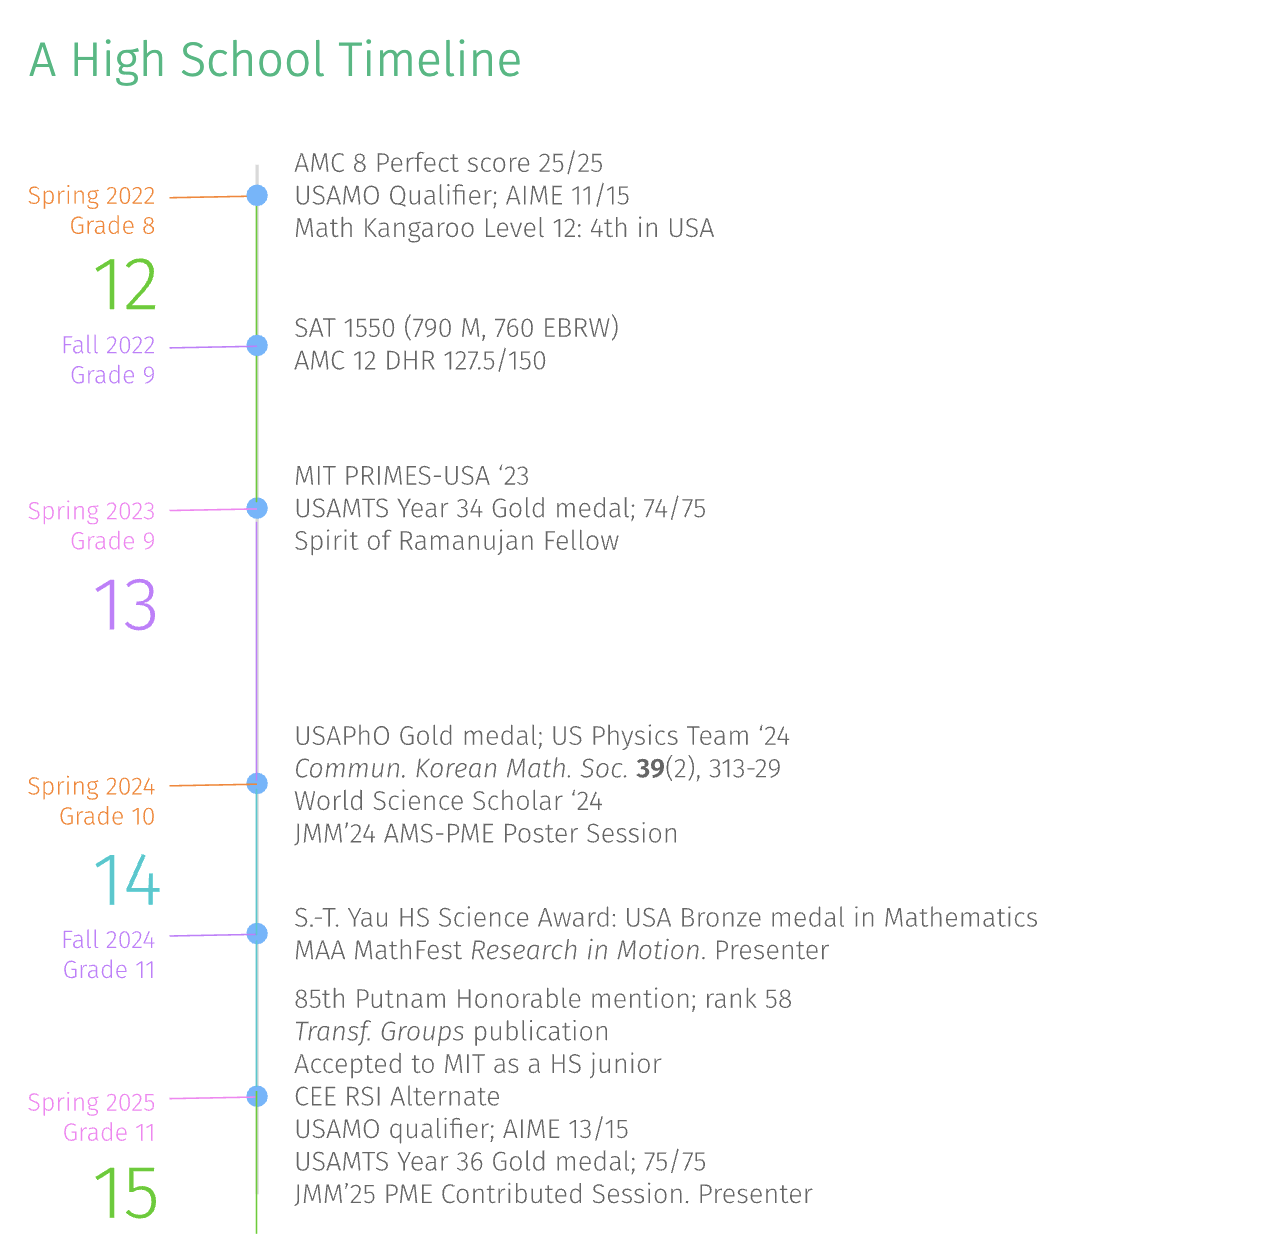 A High School Timeline
AMC 8 Perfect score 25/25
Spring 2022
USAMO Qualifier; AIME 11/15
Grade 8
Math Kangaroo Level 12: 4th in USA
12
SAT 1550 (790 M, 760 EBRW)
Fall 2022
AMC 12 DHR 127.5/150
Grade 9
MIT PRIMES-USA ‘23
Spring 2023
USAMTS Year 34 Gold medal; 74/75
Grade 9
Spirit of Ramanujan Fellow
13
USAPhO Gold medal; US Physics Team ‘24
Commun. Korean Math. Soc. 39(2), 313-29
Spring 2024
World Science Scholar ‘24
Grade 10
JMM’24 AMS-PME Poster Session
14
S.-T. Yau HS Science Award: USA Bronze medal in Mathematics
Fall 2024
MAA MathFest Research in Motion. Presenter
Grade 11
85th Putnam Honorable mention; rank 58
Transf. Groups publication
Accepted to MIT as a HS junior
CEE RSI Alternate
Spring 2025
USAMO qualifier; AIME 13/15
Grade 11
USAMTS Year 36 Gold medal; 75/75
JMM’25 PME Contributed Session. Presenter
15